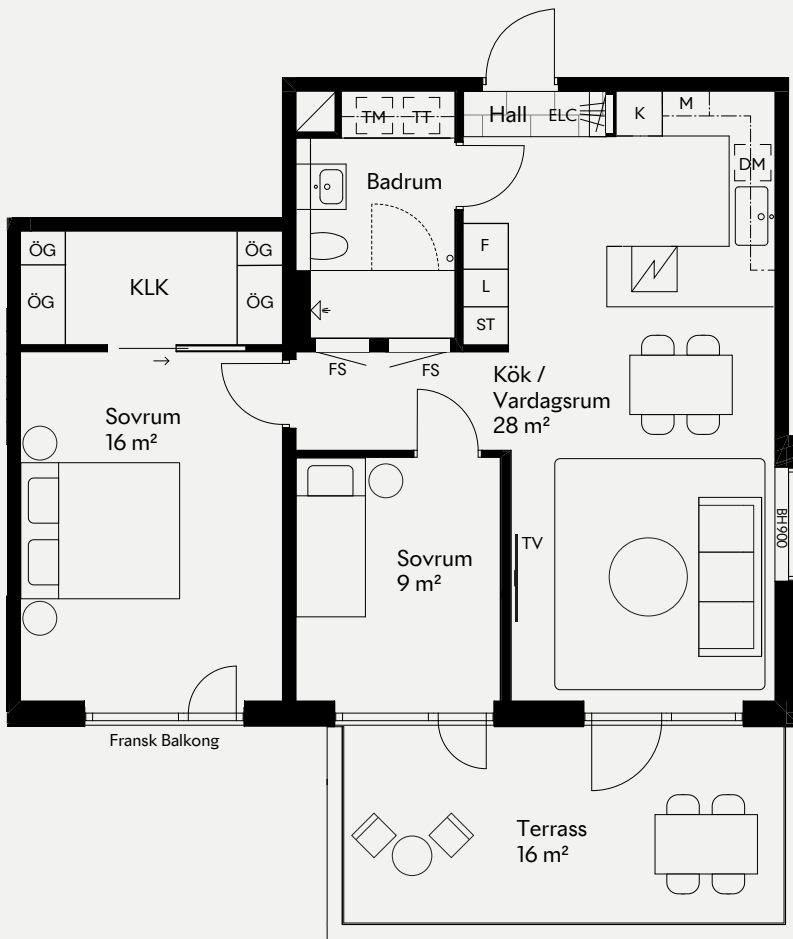 TM
TT
Hall
ELC
K
M
DM
Badrum
F
L
ST
ÖG
ÖG
KLK
ÖG
ÖG
FS
FS
Sovrum
16 m²
Kök /
Vardagsrum
28 m²
TV
BH900
Sovrum
9 m²
Fransk Balkong
Terrass
16 m²